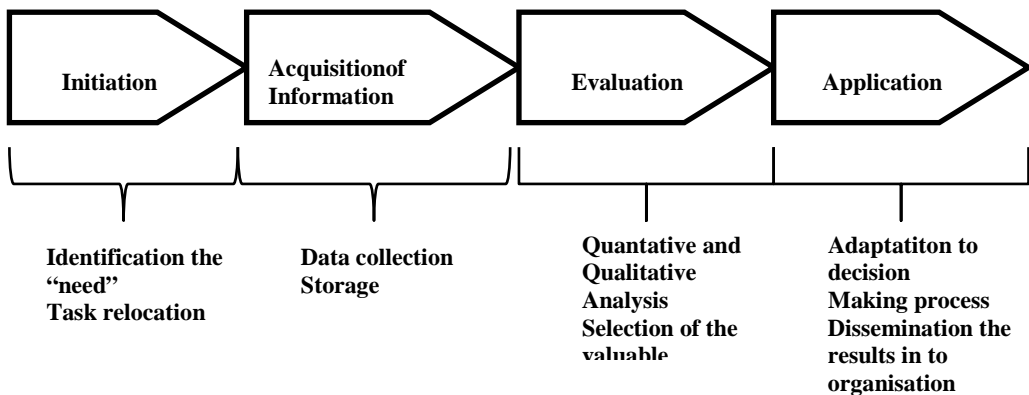 Initiation
Acquisitionof
Information
Evaluation
Application
Identification the
“need”
Task relocation
Data collection
Storage
Quantative and
Qualitative
Analysis
Selection of the
valuable
Adaptatiton to
decision
Making process
Dissemination the
results in to
organisation